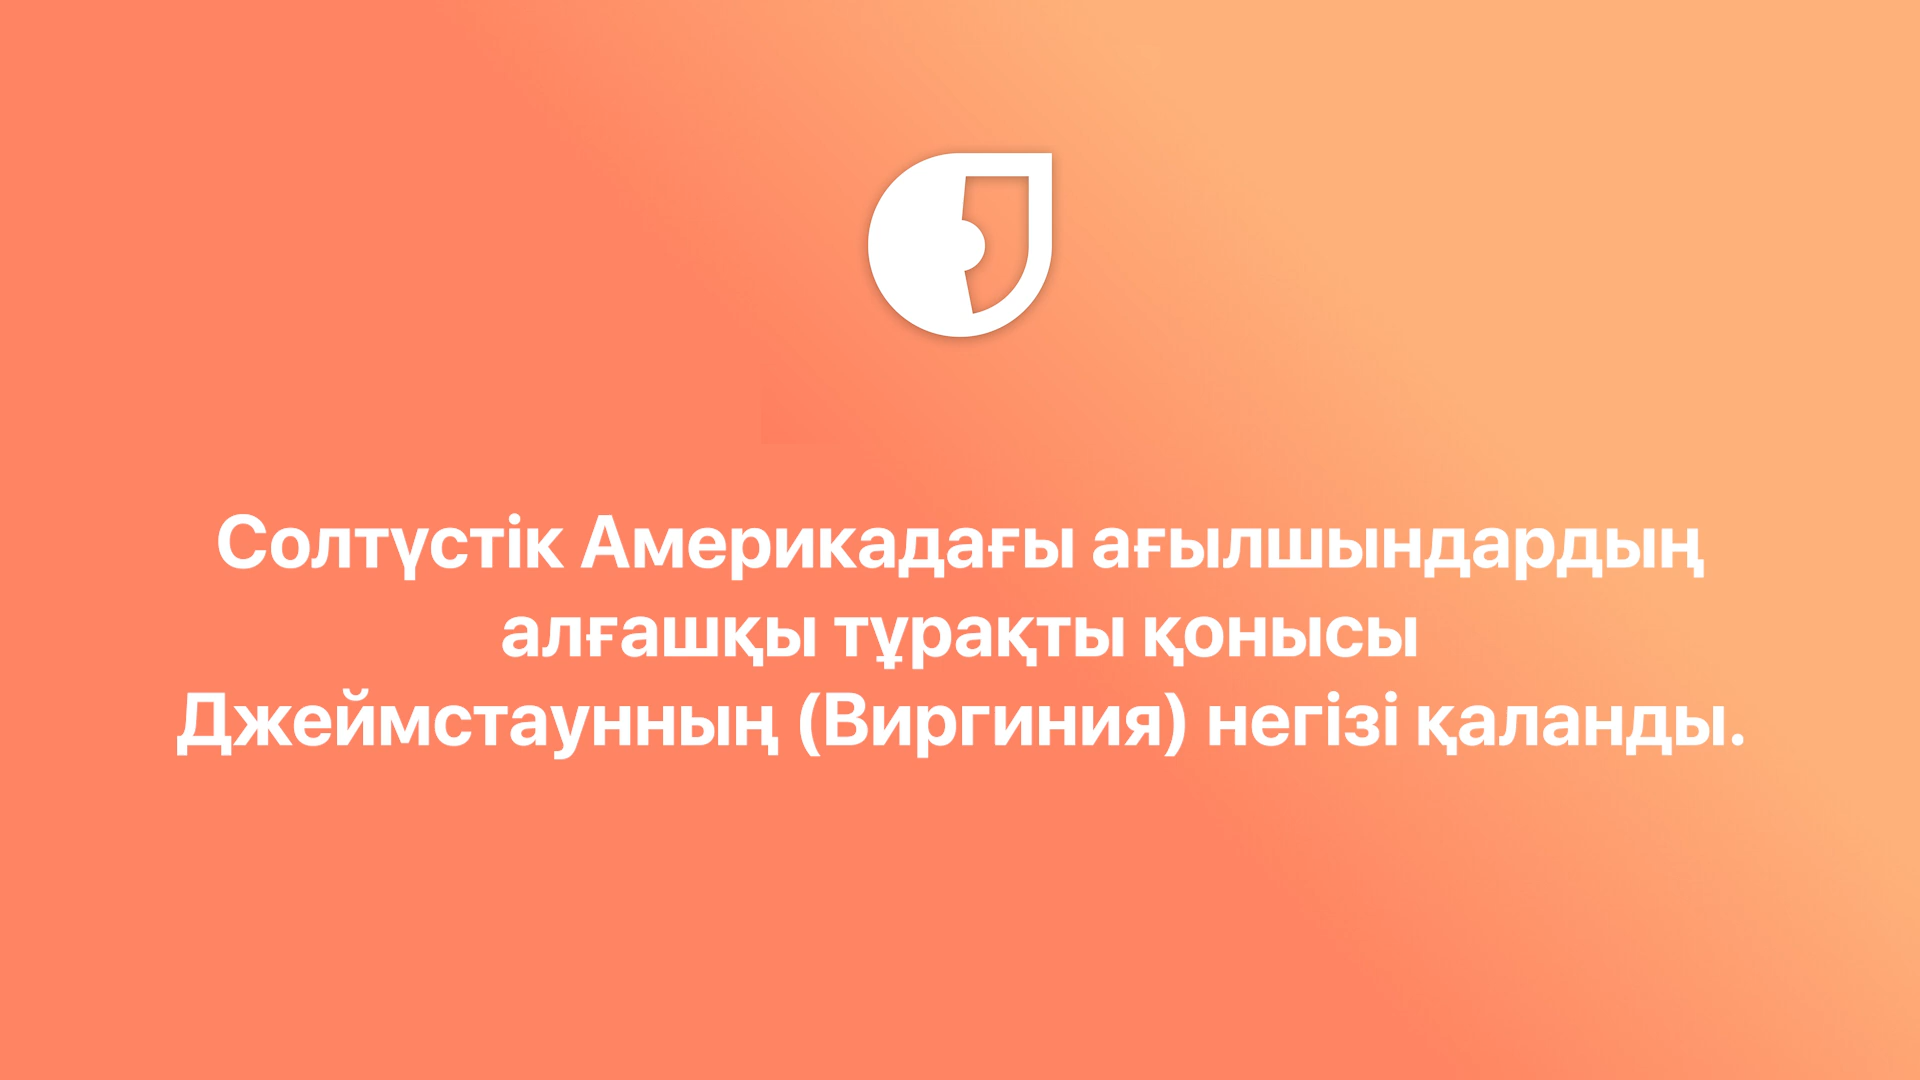 Солтүстік Америкадағы ағылшындардың
алғашқы тұрақты қонысы
Джеймстаунның (Виргиния) негізі қаланды.